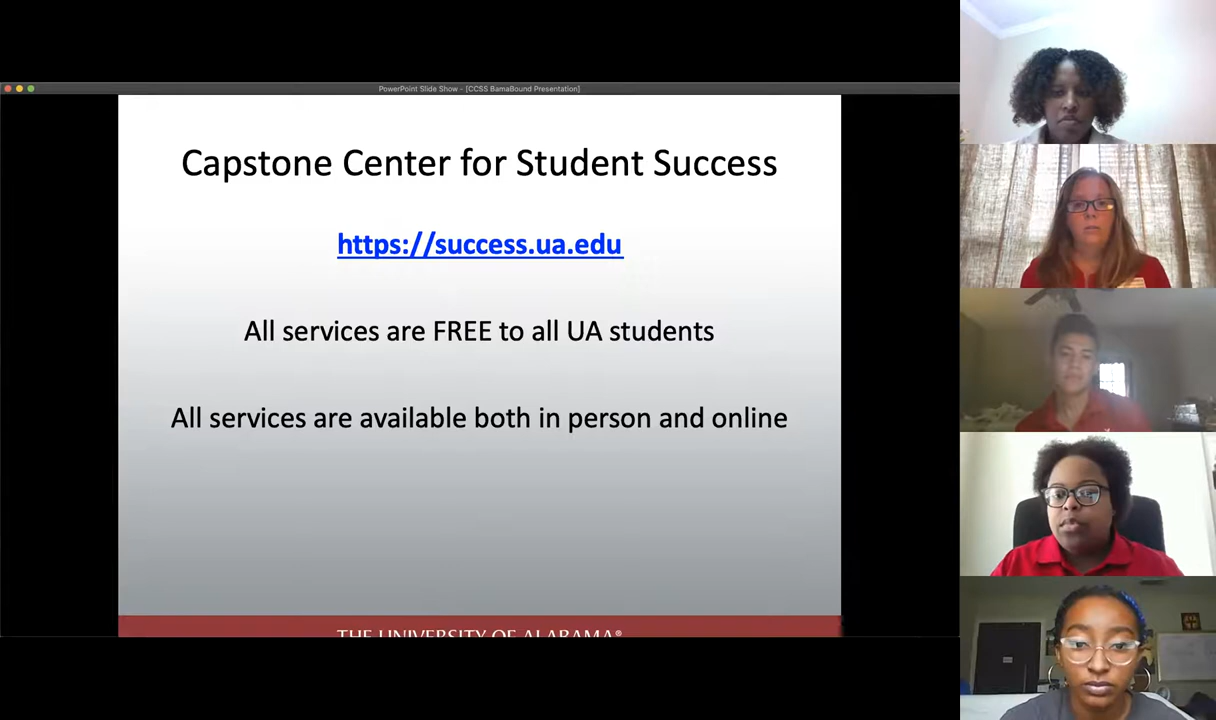 PowerPoint Slide Show - [CCSS BamaBound Presentation]
Capstone Center for Student Success
https://success.ua.edu
All services are FREE to all UA students
All services are available both in person and online
THE UNIVERSITY OF ALABAMA®